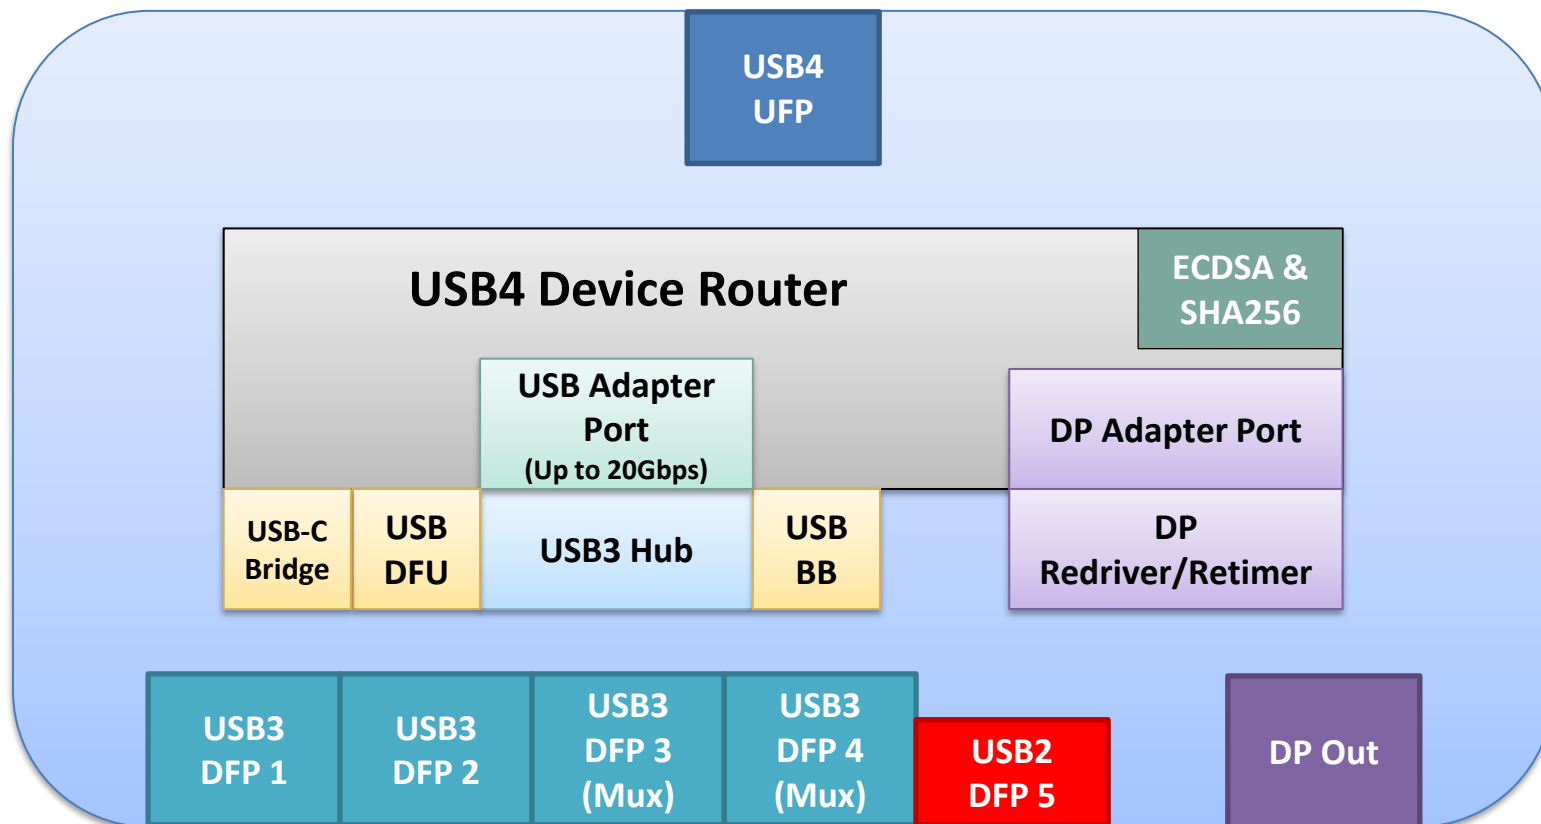 USB4
UFP
USB4 Device Router
ECDSA &
SHA256
USB Adapter
Port
(Up to 20Gbps)
DP Adapter Port
USB-C
Bridge
USB
DFU
USB3 Hub
USB
BB
DP
Redriver/Retimer
USB3
DFP 1
USB3
DFP 2
USB3
DFP 3
(Mux)
USB3
DFP 4
(Mux)
USB2
DFP 5
DP Out